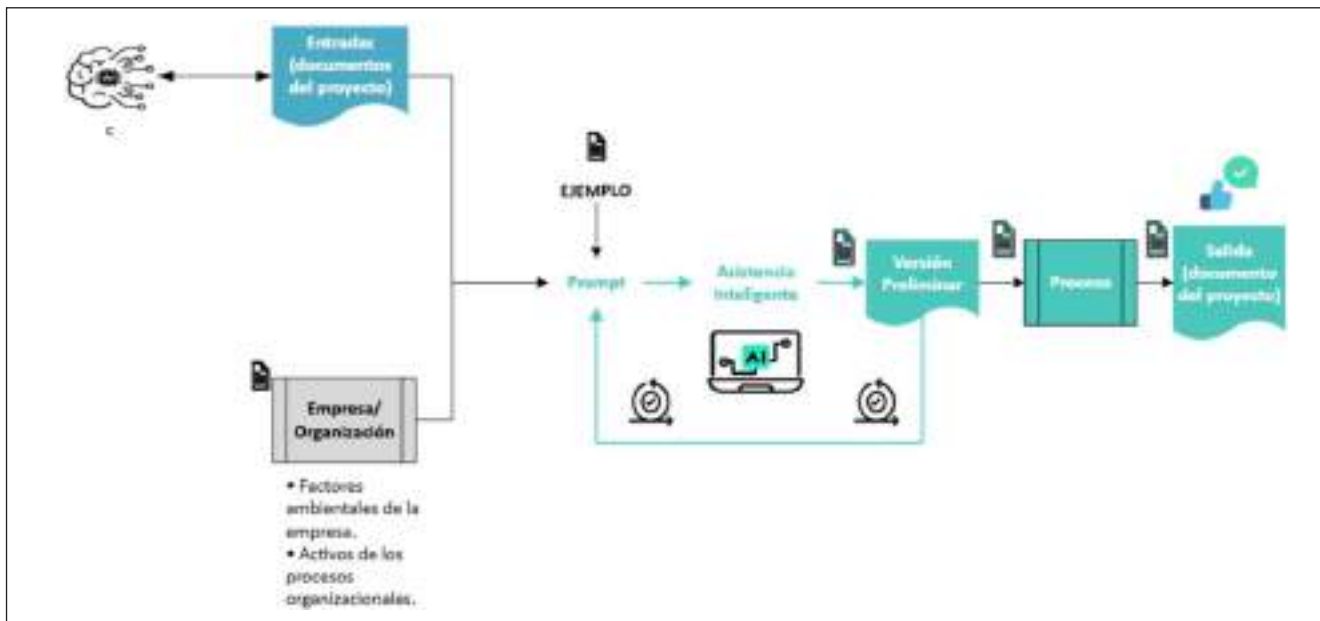 Entradas
(documentos
del proyecto)
c
EJEMPLO
Prompt
Asistencia
Inteligente
Versión
Preliminar
Proceso
Salida
(documento
del proyecto)
AI
Empresa/
Organización
• Factores
ambientales de la
empresa.
• Activos de los
procesos
organizacionales.